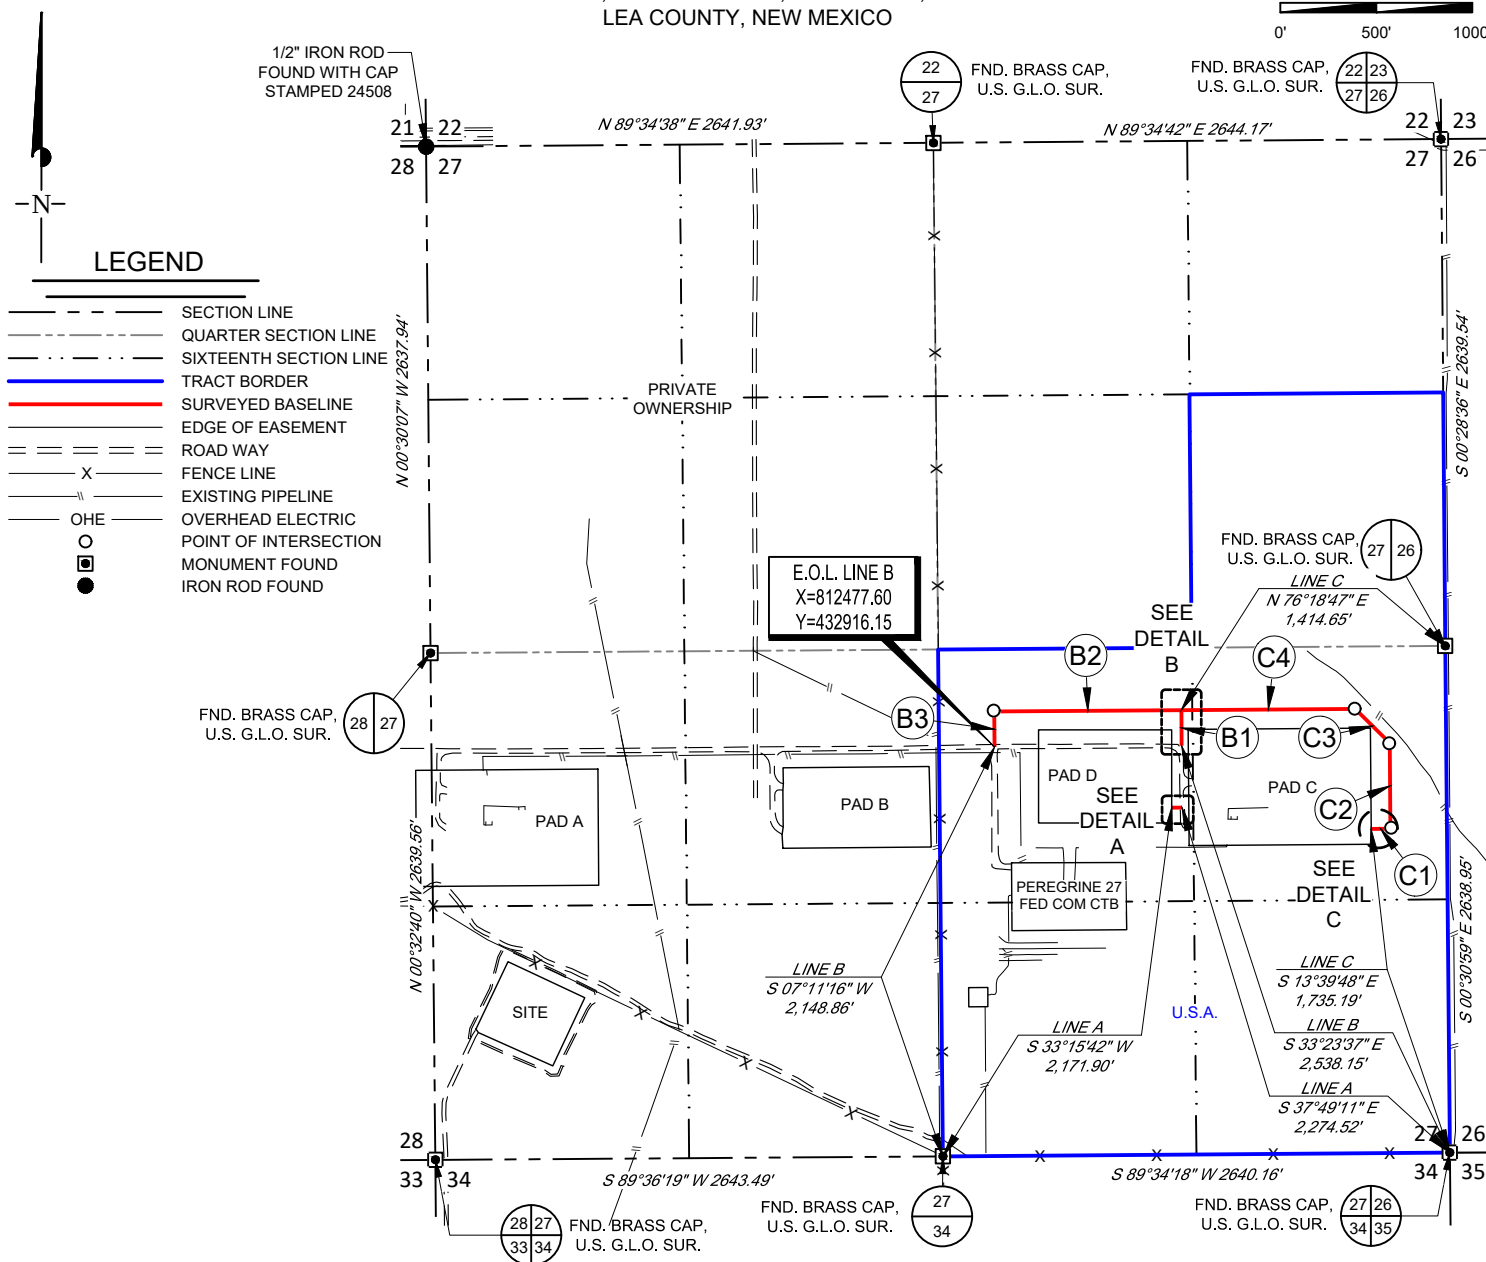 LEA COUNTY, NEW MEXICO
0' 500' 1000
1/2" IRON ROD
FOUND WITH CAP
STAMPED 24508
22
27
FND. BRASS CAP,
U.S. G.L.O. SUR.
FND. BRASS CAP,
U.S. G.L.O. SUR.
22 23
27 26
21 22
28 27
N 89°34'38" E 2641.93'
N 89°34'42" E 2644.17'
22 23
27 26
N
LEGEND
SECTION LINE
QUARTER SECTION LINE
SIXTEENTH SECTION LINE
TRACT BORDER
SURVEYED BASELINE
EDGE OF EASEMENT
ROAD WAY
X FENCE LINE
EXISTING PIPELINE
OHE OVERHEAD ELECTRIC
POINT OF INTERSECTION
MONUMENT FOUND
IRON ROD FOUND
N 00°30'07" W 2637.94'
S 00°28'36" E 2639.54'
PRIVATE
OWNERSHIP
E.O.L. LINE B
X=812477.60
Y=432916.15
FND. BRASS CAP,
U.S. G.L.O. SUR.
27 26
LINE C
N 76°18'47" E
1,414.65'
SEE
DETAIL
B
B2
C4
B3
B1
C3
FND. BRASS CAP,
U.S. G.L.O. SUR.
28 27
PAD A
PAD B
PAD D
PAD C
SEE
DETAIL
A
C2
C1
SEE
DETAIL
C
PEREGRINE 27
FED COM CTB
N 00°32'40" W 2639.56'
S 00°30'59" E 2638.95'
SITE
LINE B
S 07°11'16" W
2,148.86'
LINE A
S 33°15'42" W
2,171.90'
U.S.A.
LINE C
S 13°39'48" E
1,735.19'
LINE B
S 33°23'37" E
2,538.15'
LINE A
S 37°49'11" E
2,274.52'
28
33 34
27 26
34 35
S 89°36'19" W 2643.49'
S 89°34'18" W 2640.16'
28 27
33 34
FND. BRASS CAP,
U.S. G.L.O. SUR.
FND. BRASS CAP,
U.S. G.L.O. SUR.
27
34
FND. BRASS CAP,
U.S. G.L.O. SUR.
27 26
34 35